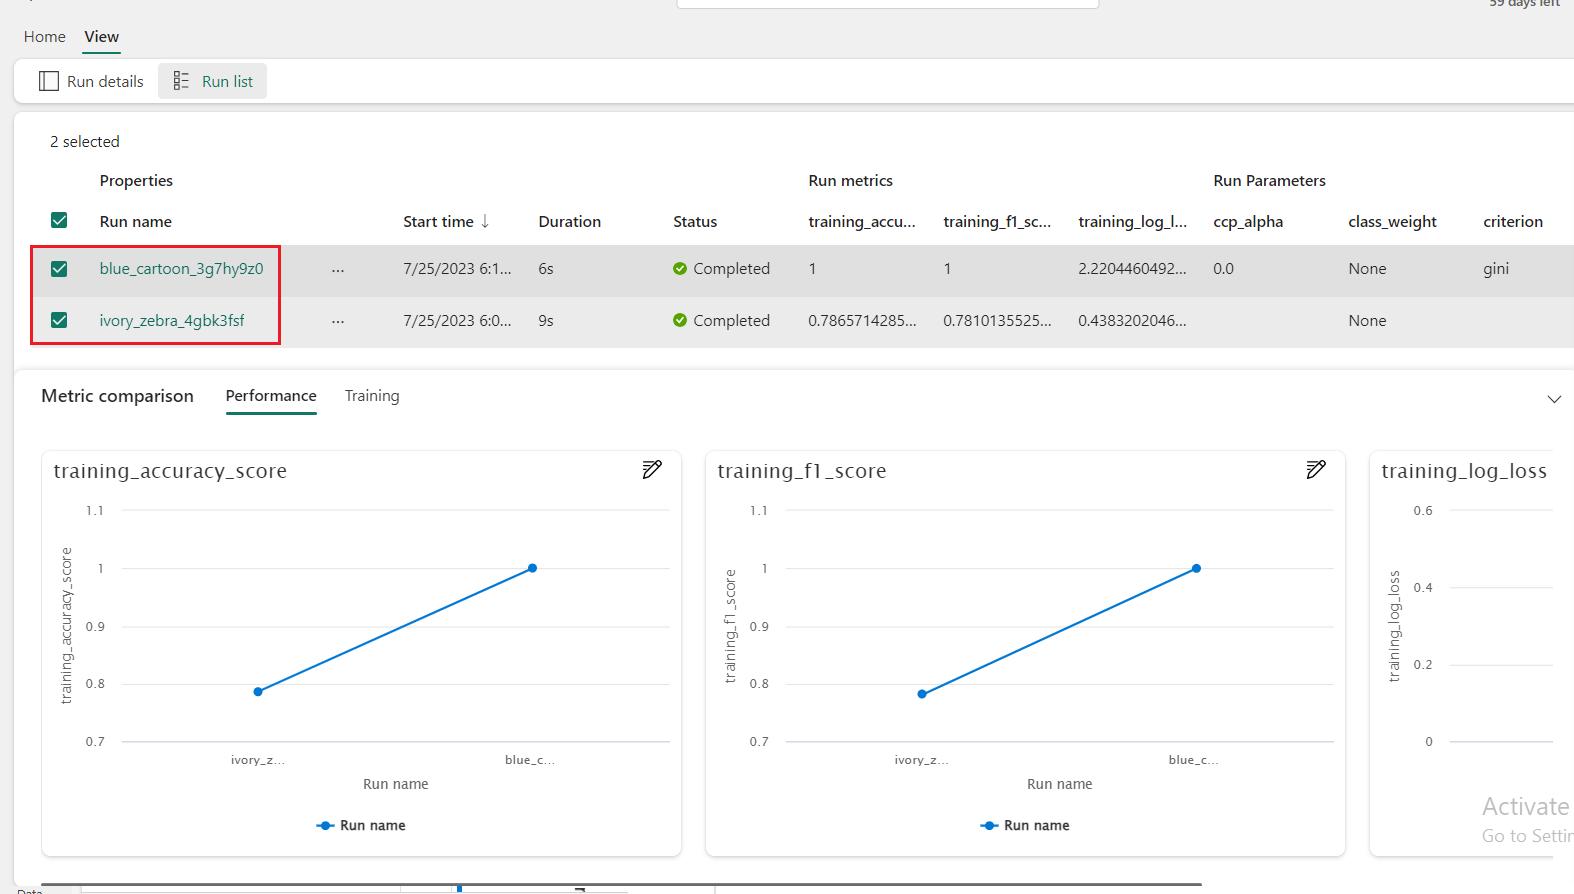 59 days left
Home View
Run details Run list
2 selected
Properties Run metrics Run Parameters
Run name Start time ↓ Duration Status training_accu... training_f1_sc... training_log_l... ccp_alpha class_weight criterion
blue_cartoon_3g7hy9z0 ... 7/25/2023 6:1... 6s Completed 1 1 2.2204460492... 0.0 None gini
ivory_zebra_4gbk3fsf ... 7/25/2023 6:0... 9s Completed 0.7865714285... 0.7810135525... 0.4383202046... None
Metric comparison Performance Training
training_accuracy_score
1.1
1
0.9
0.8
0.7
training_accuracy_score
ivory_z... blue_c...
Run name
Run name
training_f1_score
1.1
1
0.9
0.8
0.7
training_f1_score
ivory_z... blue_c...
Run name
Run name
training_log_loss
0.6
0.4
0.2
0
training_log_loss
Activate
Go to Settin
Data